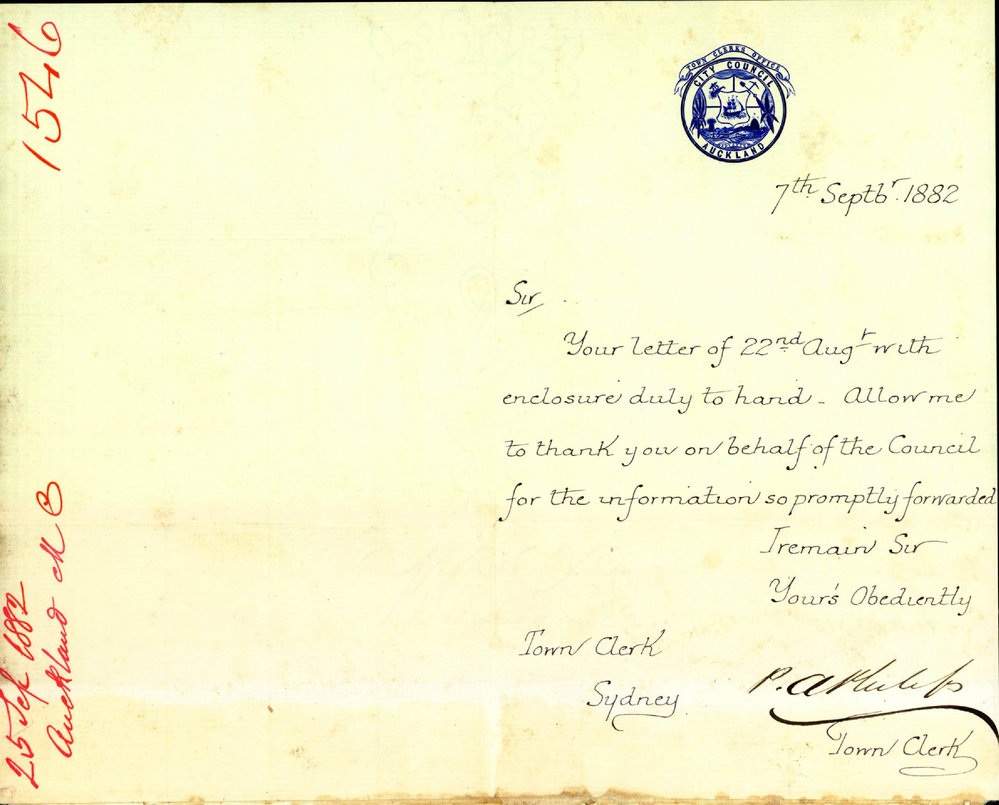 1546
25 Sep 1882
Auckland M C
TOWN CLERKS OFFICE
CITY COUNCIL
AUCKLAND
7th Septbr. 1882
Sir
Your letter of 22nd Augt with
enclosure duly to hand - Allow me
to thank you on behalf of the Council
for the information so promptly forwarded
I remain Sir
Your's Obediently
Town Clerk
Sydney
P. A Philips
Town Clerk